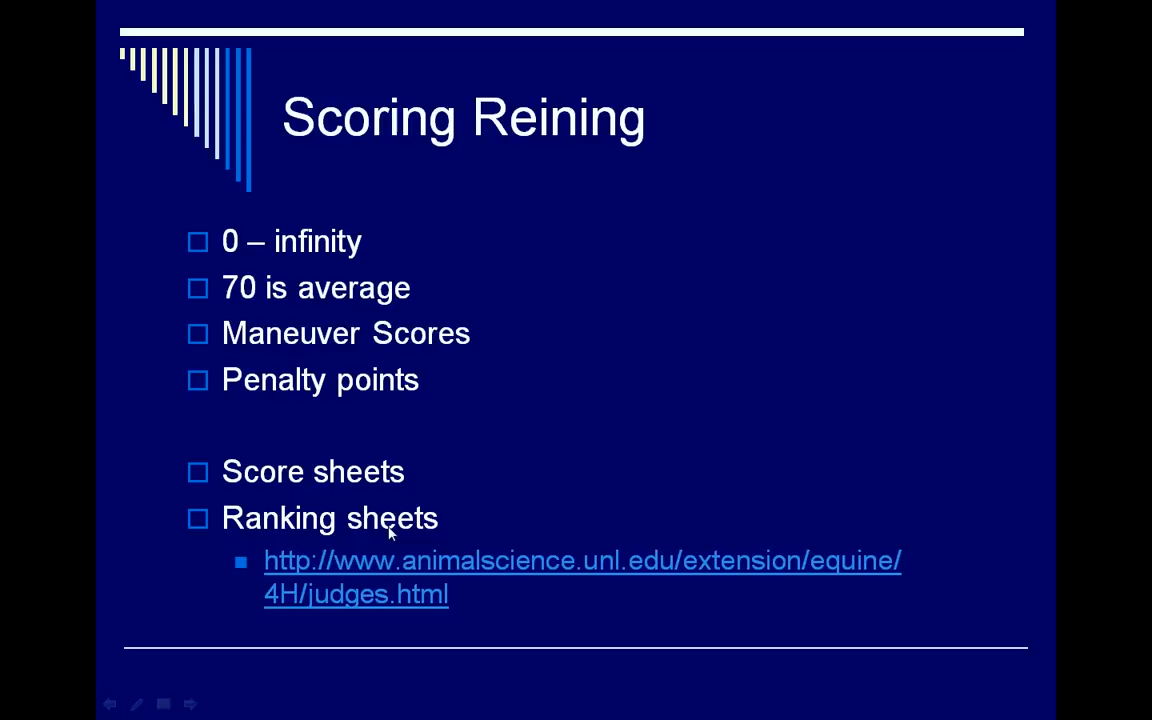 Scoring Reining
0 – infinity
70 is average
Maneuver Scores
Penalty points
Score sheets
Ranking sheets
http://www.animalscience.unl.edu/extension/equine/
4H/judges.html